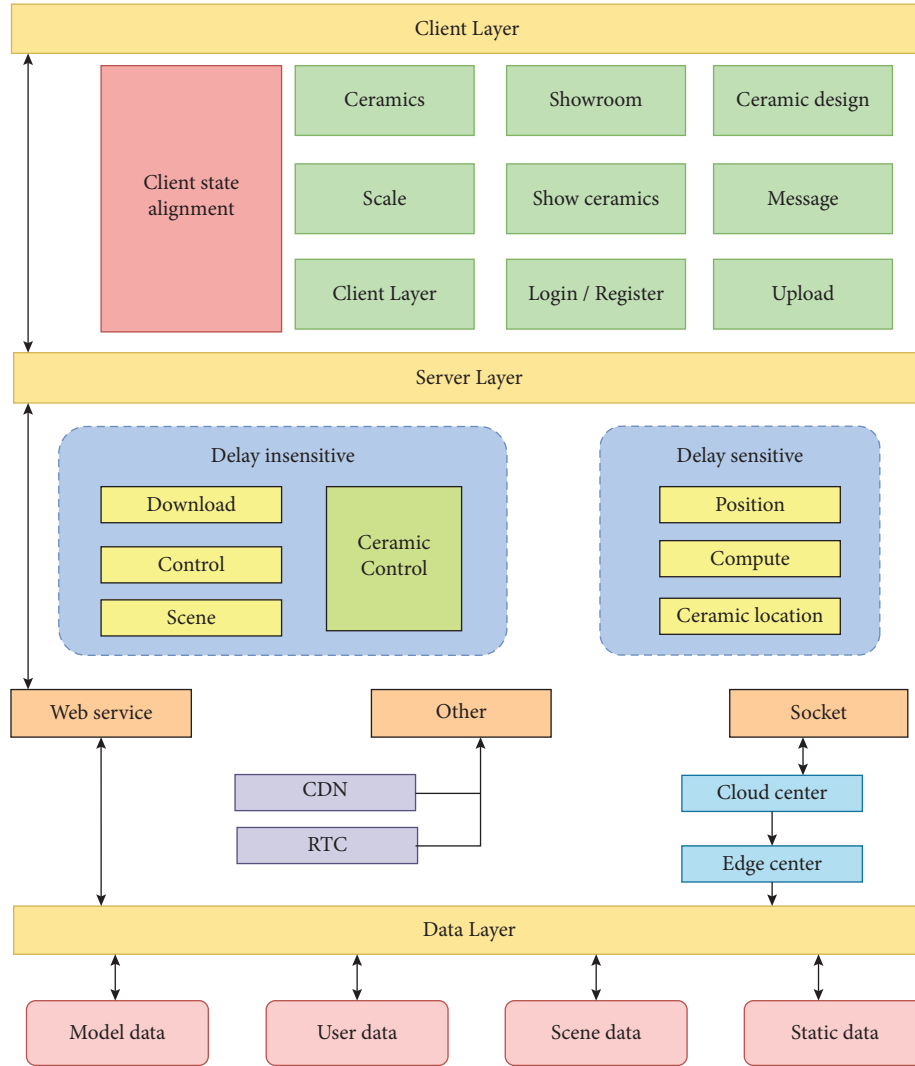 Client Layer
Client state
alignment
Ceramics
Showroom
Ceramic design
Scale
Show ceramics
Message
Client Layer
Login / Register
Upload
Server Layer
Delay insensitive
Download
Control
Scene
Ceramic
Control
Delay sensitive
Position
Compute
Ceramic location
Web service
Other
Socket
CDN
RTC
Cloud center
Edge center
Data Layer
Model data
User data
Scene data
Static data